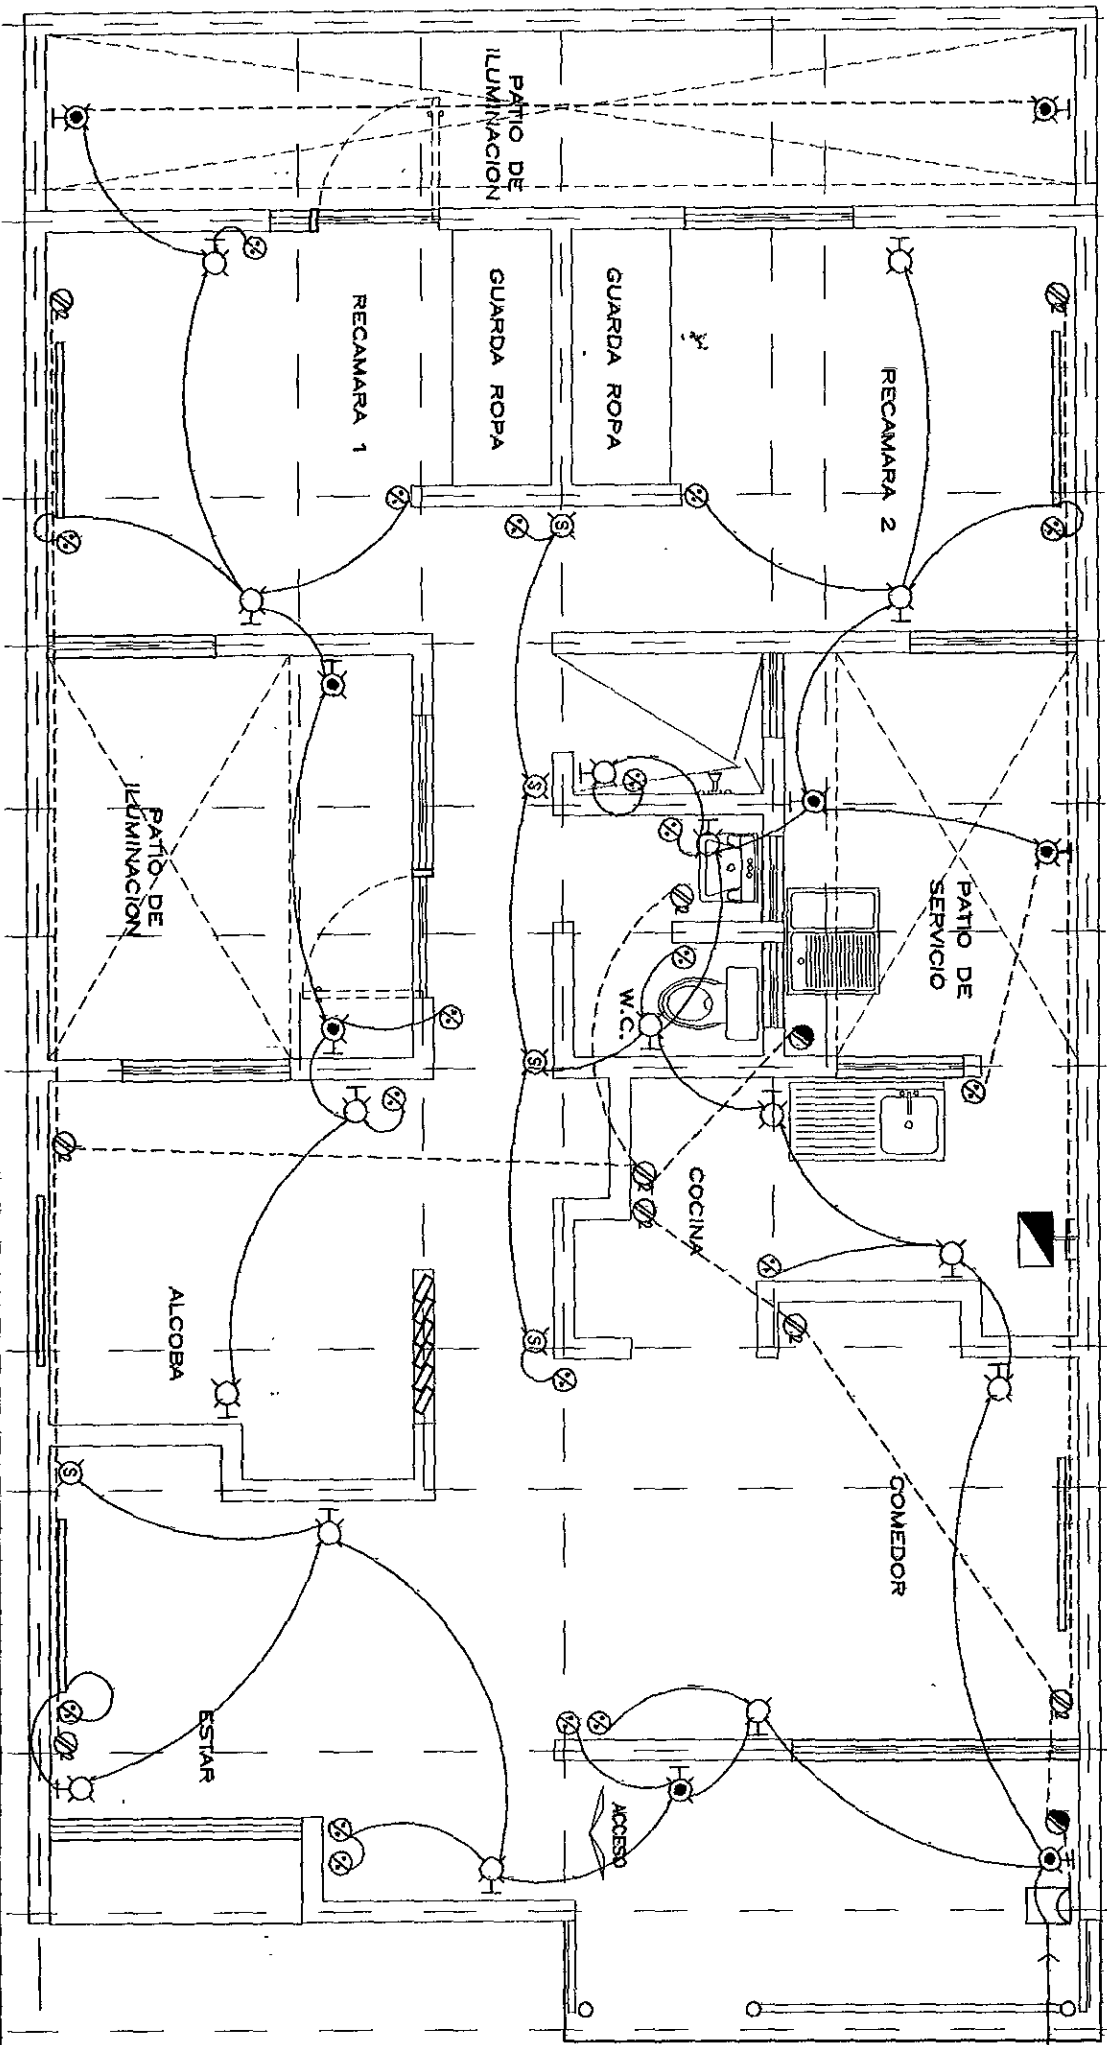 PATIO DE
ILUMINACION
RECAMARA 1
GUARDA ROPA
GUARDA ROPA
RECAMARA 2
PATIO DE
ILUMINACION
W.C.
PATIO DE
SERVICIO
COCINA
ALCOBA
COMEDOR
ESTAR
ACCESO
S
S
S
S
S